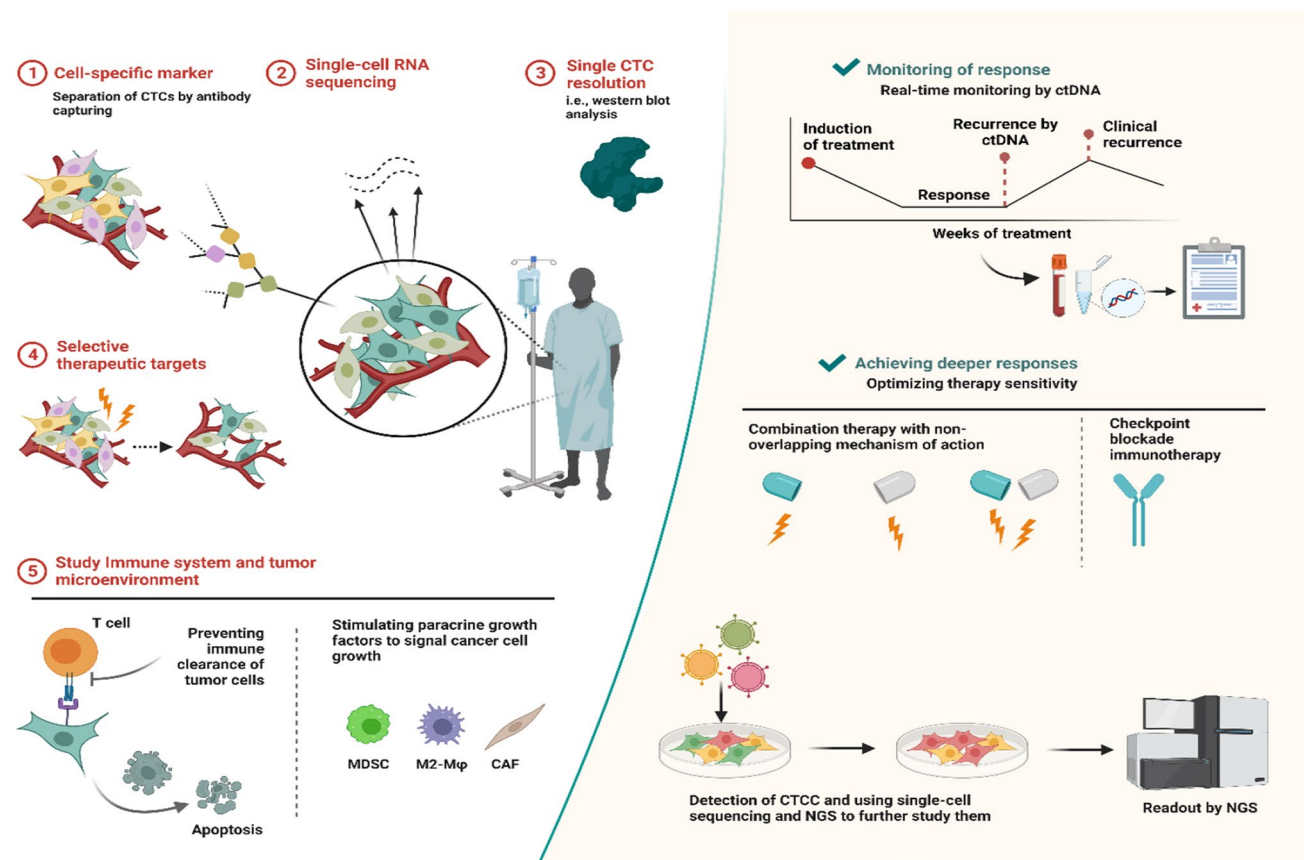 1
Cell-specific marker
Separation of CTCs by antibody
capturing
2
Single-cell RNA
sequencing
3
Single CTC
resolution
i.e., western blot
analysis
4
Selective
therapeutic targets
5
Study Immune system and tumor
microenvironment
T cell
Preventing
immune
clearance of
tumor cells
Apoptosis
Stimulating paracrine growth
factors to signal cancer cell
growth
MDSC
M2-Mφ
CAF
Monitoring of response
Real-time monitoring by ctDNA
Induction
of treatment
Recurrence by
ctDNA
Clinical
recurrence
Response
Weeks of treatment
Achieving deeper responses
Optimizing therapy sensitivity
Combination therapy with non-
overlapping mechanism of action
Checkpoint
blockade
immunotherapy
Detection of CTCC and using single-cell
sequencing and NGS to further study them
Readout by NGS